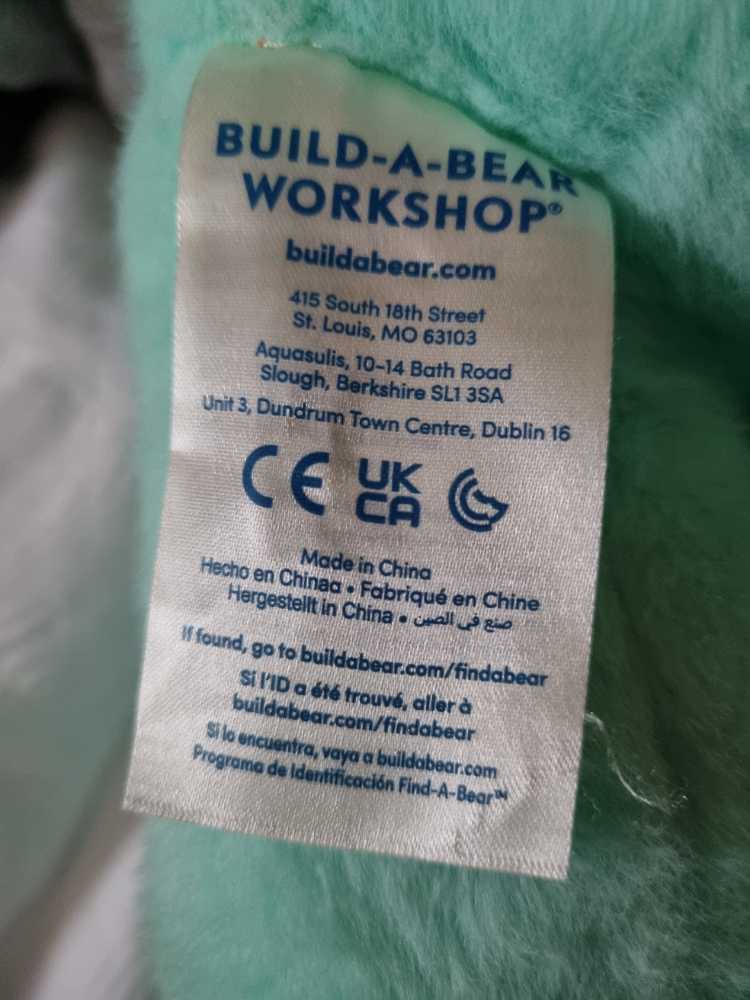 BUILD-A-BEAR
WORKSHOP®
buildabear.com
415 South 18th Street
St. Louis, MO 63103
Aquasulis, 10-14 Bath Road
Slough, Berkshire SL1 3SA
Unit 3, Dundrum Town Centre, Dublin 16
CE UK
CA
Made in China
Hecho en Chinaa • Fabriqué en Chine
Hergestellt in China • صنع في الصين
If found, go to buildabear.com/findabear
Si l'ID a été trouvé, aller à
buildabear.com/findabear
Si lo encuentra, vaya a buildabear.com
Programa de Identificación Find-A-Bear™